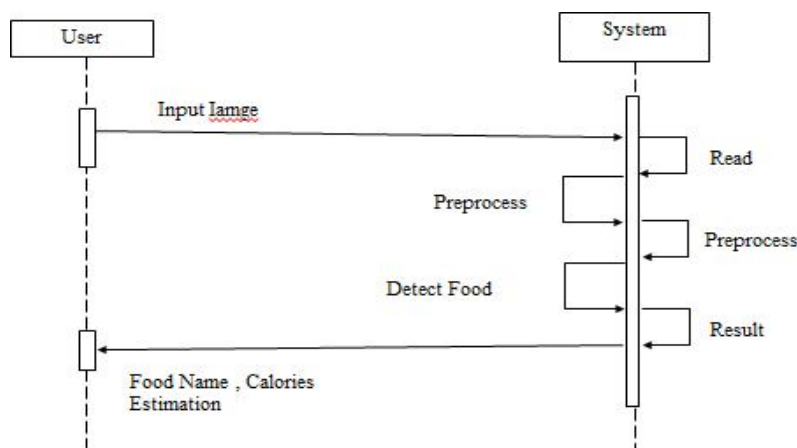 User
System
Input Iamge
Read
Preprocess
Preprocess
Detect Food
Result
Food Name , Calories
Estimation